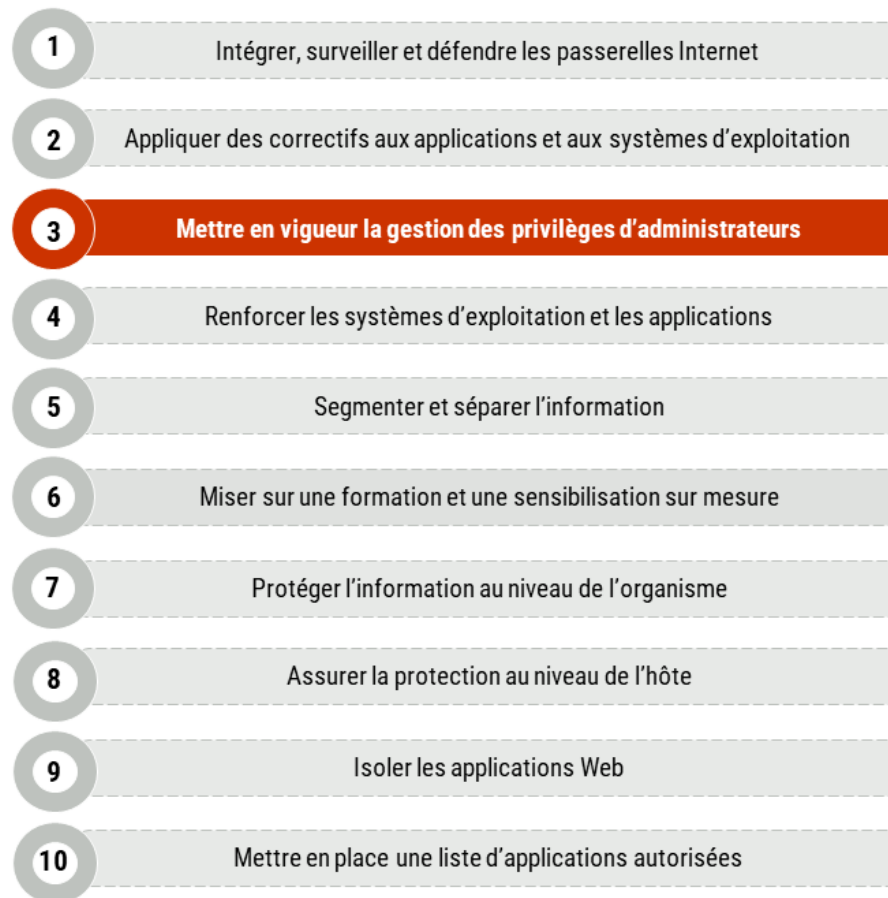 1 Intégrer, surveiller et défendre les passerelles Internet
2 Appliquer des correctifs aux applications et aux systèmes d’exploitation
3 Mettre en vigueur la gestion des privilèges d’administrateurs
4 Renforcer les systèmes d’exploitation et les applications
5 Segmenter et séparer l’information
6 Miser sur une formation et une sensibilisation sur mesure
7 Protéger l’information au niveau de l’organisme
8 Assurer la protection au niveau de l’hôte
9 Isoler les applications Web
10 Mettre en place une liste d’applications autorisées